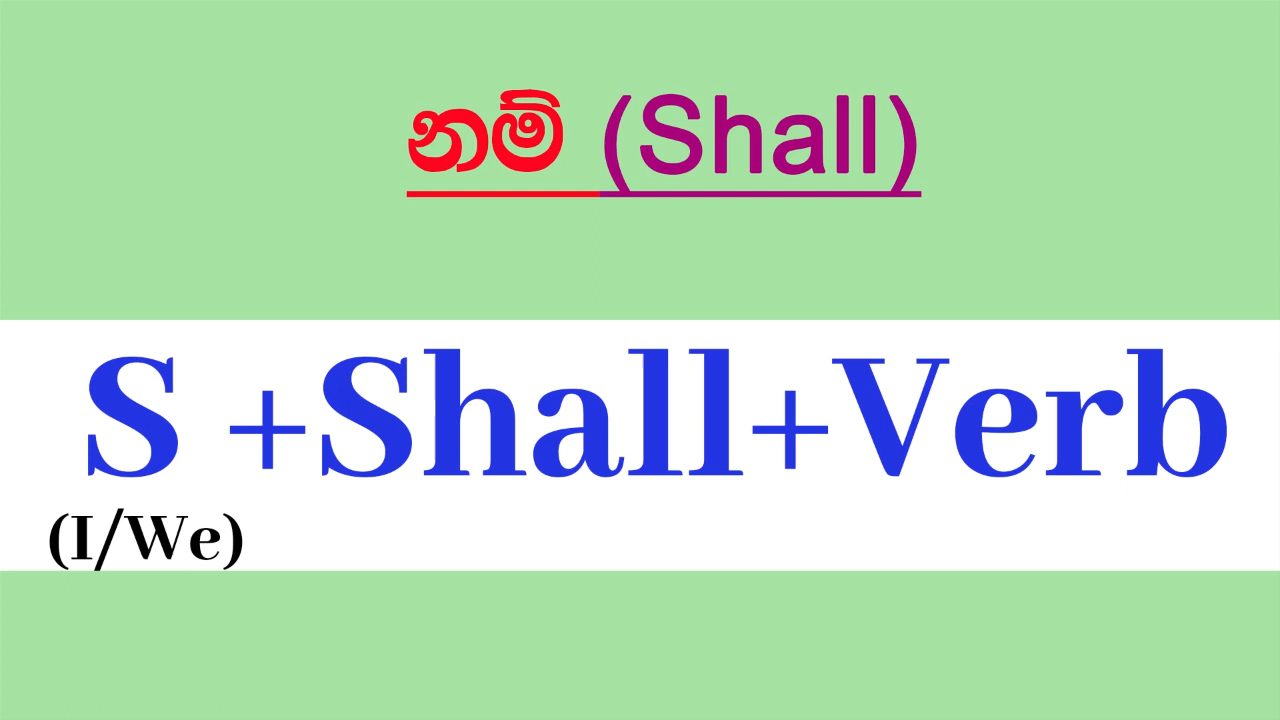 නම් (Shall)
S +Shall+Verb
(I/We)